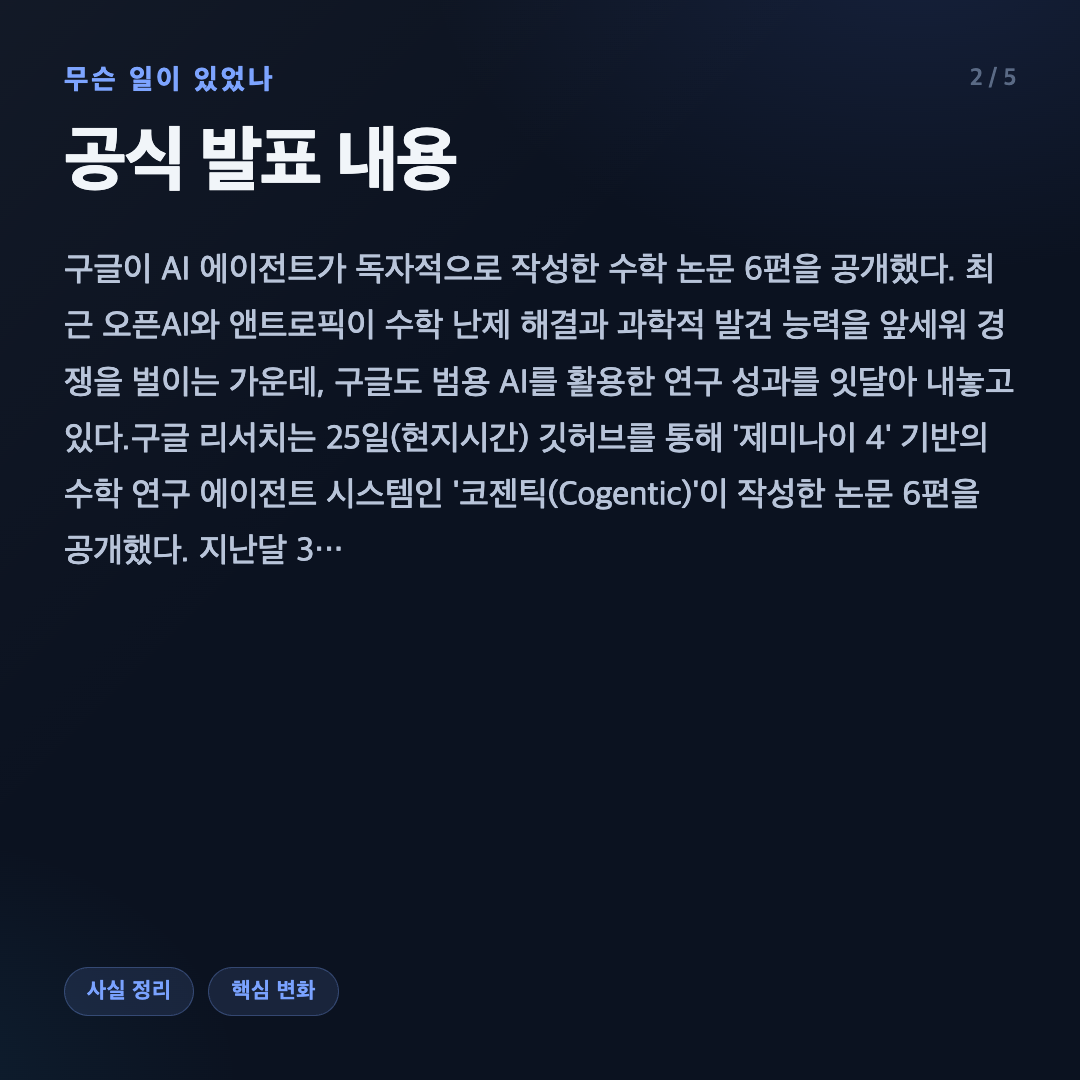 무슨 일이 있었나
2 / 5
공식 발표 내용
구글이 AI 에이전트가 독자적으로 작성한 수학 논문 6편을 공개했다. 최
근 오픈AI와 앤트로픽이 수학 난제 해결과 과학적 발견 능력을 앞세워 경
쟁을 벌이는 가운데, 구글도 범용 AI를 활용한 연구 성과를 잇달아 내놓고
있다.구글 리서치는 25일(현지시간) 깃허브를 통해 '제미나이 4' 기반의
수학 연구 에이전트 시스템인 '코젠틱(Cogentic)'이 작성한 논문 6편을
공개했다. 지난달 3…
사실 정리
핵심 변화